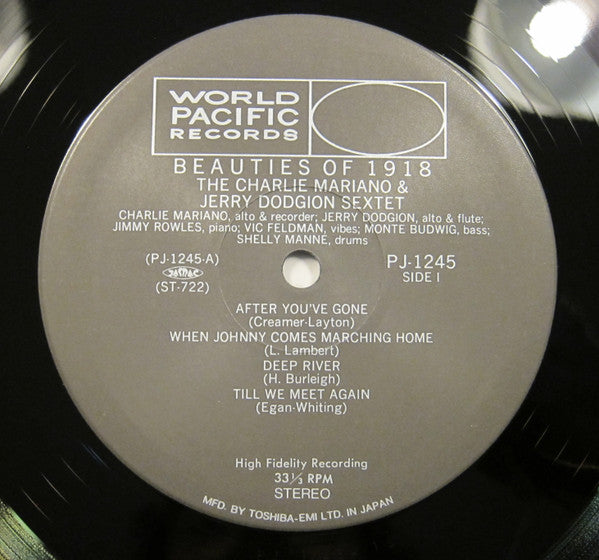 WORLD
PACIFIC
RECORDS
BEAUTIES OF 1918
THE CHARLIE MARIANO &
JERRY DODGION SEXTET
CHARLIE MARIANO, alto & recorder; JERRY DODGION, alto & flute;
JIMMY ROWLES, piano; VIC FELDMAN, vibes; MONTE BUDWIG, bass;
SHELLY MANNE, drums
(PJ-1245-A)
JASRAC
(ST-722)
PJ-1245
SIDE I
AFTER YOU'VE GONE
(Creamer-Layton)
WHEN JOHNNY COMES MARCHING HOME
(L. Lambert)
DEEP RIVER
(H. Burleigh)
TILL WE MEET AGAIN
(Egan-Whiting)
High Fidelity Recording
33⅓ RPM
STEREO
MFD. BY TOSHIBA-EMI LTD. IN JAPAN